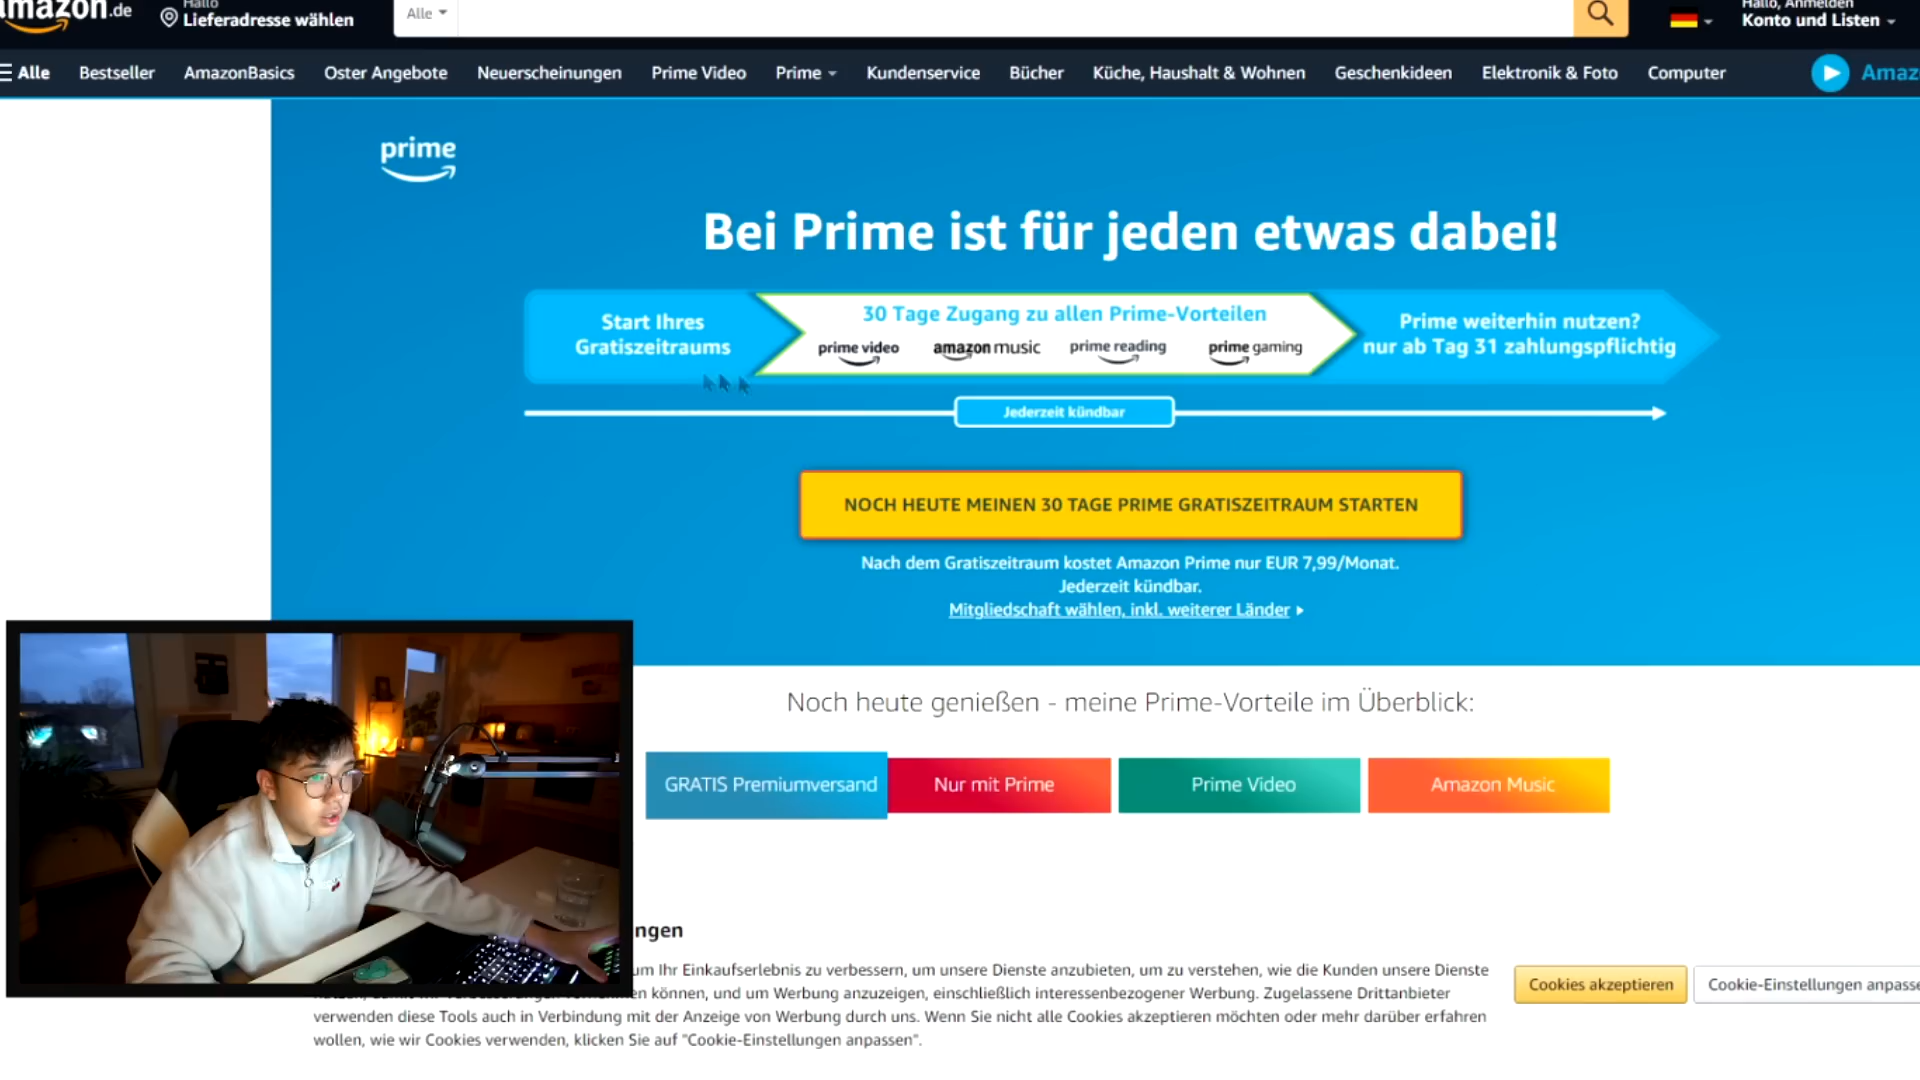 amazon.de
Hallo
Lieferadresse wählen
Alle
Hallo, Anmelden
Konto und Listen
Alle
Bestseller
AmazonBasics
Oster Angebote
Neuerscheinungen
Prime Video
Prime
Kundenservice
Bücher
Küche, Haushalt & Wohnen
Geschenkideen
Elektronik & Foto
Computer
Amaz
prime
Bei Prime ist für jeden etwas dabei!
Start Ihres
Gratiszeitraums
30 Tage Zugang zu allen Prime-Vorteilen
prime video
amazon music
prime reading
prime gaming
Prime weiterhin nutzen?
nur ab Tag 31 zahlungspflichtig
Jederzeit kündbar
NOCH HEUTE MEINEN 30 TAGE PRIME GRATISZEITRAUM STARTEN
Nach dem Gratiszeitraum kostet Amazon Prime nur EUR 7,99/Monat.
Jederzeit kündbar.
Mitgliedschaft wählen, inkl. weiterer Länder
Noch heute genießen - meine Prime-Vorteile im Überblick:
GRATIS Premiumversand
Nur mit Prime
Prime Video
Amazon Music
ngen
um Ihr Einkaufserlebnis zu verbessern, um unsere Dienste anzubieten, um zu verstehen, wie die Kunden unsere Dienste
en können, und um Werbung anzuzeigen, einschließlich interessenbezogener Werbung. Zugelassene Drittanbieter
verwenden diese Tools auch in Verbindung mit der Anzeige von Werbung durch uns. Wenn Sie nicht alle Cookies akzeptieren möchten oder mehr darüber erfahren
wollen, wie wir Cookies verwenden, klicken Sie auf "Cookie-Einstellungen anpassen".
Cookies akzeptieren
Cookie-Einstellungen anpasse